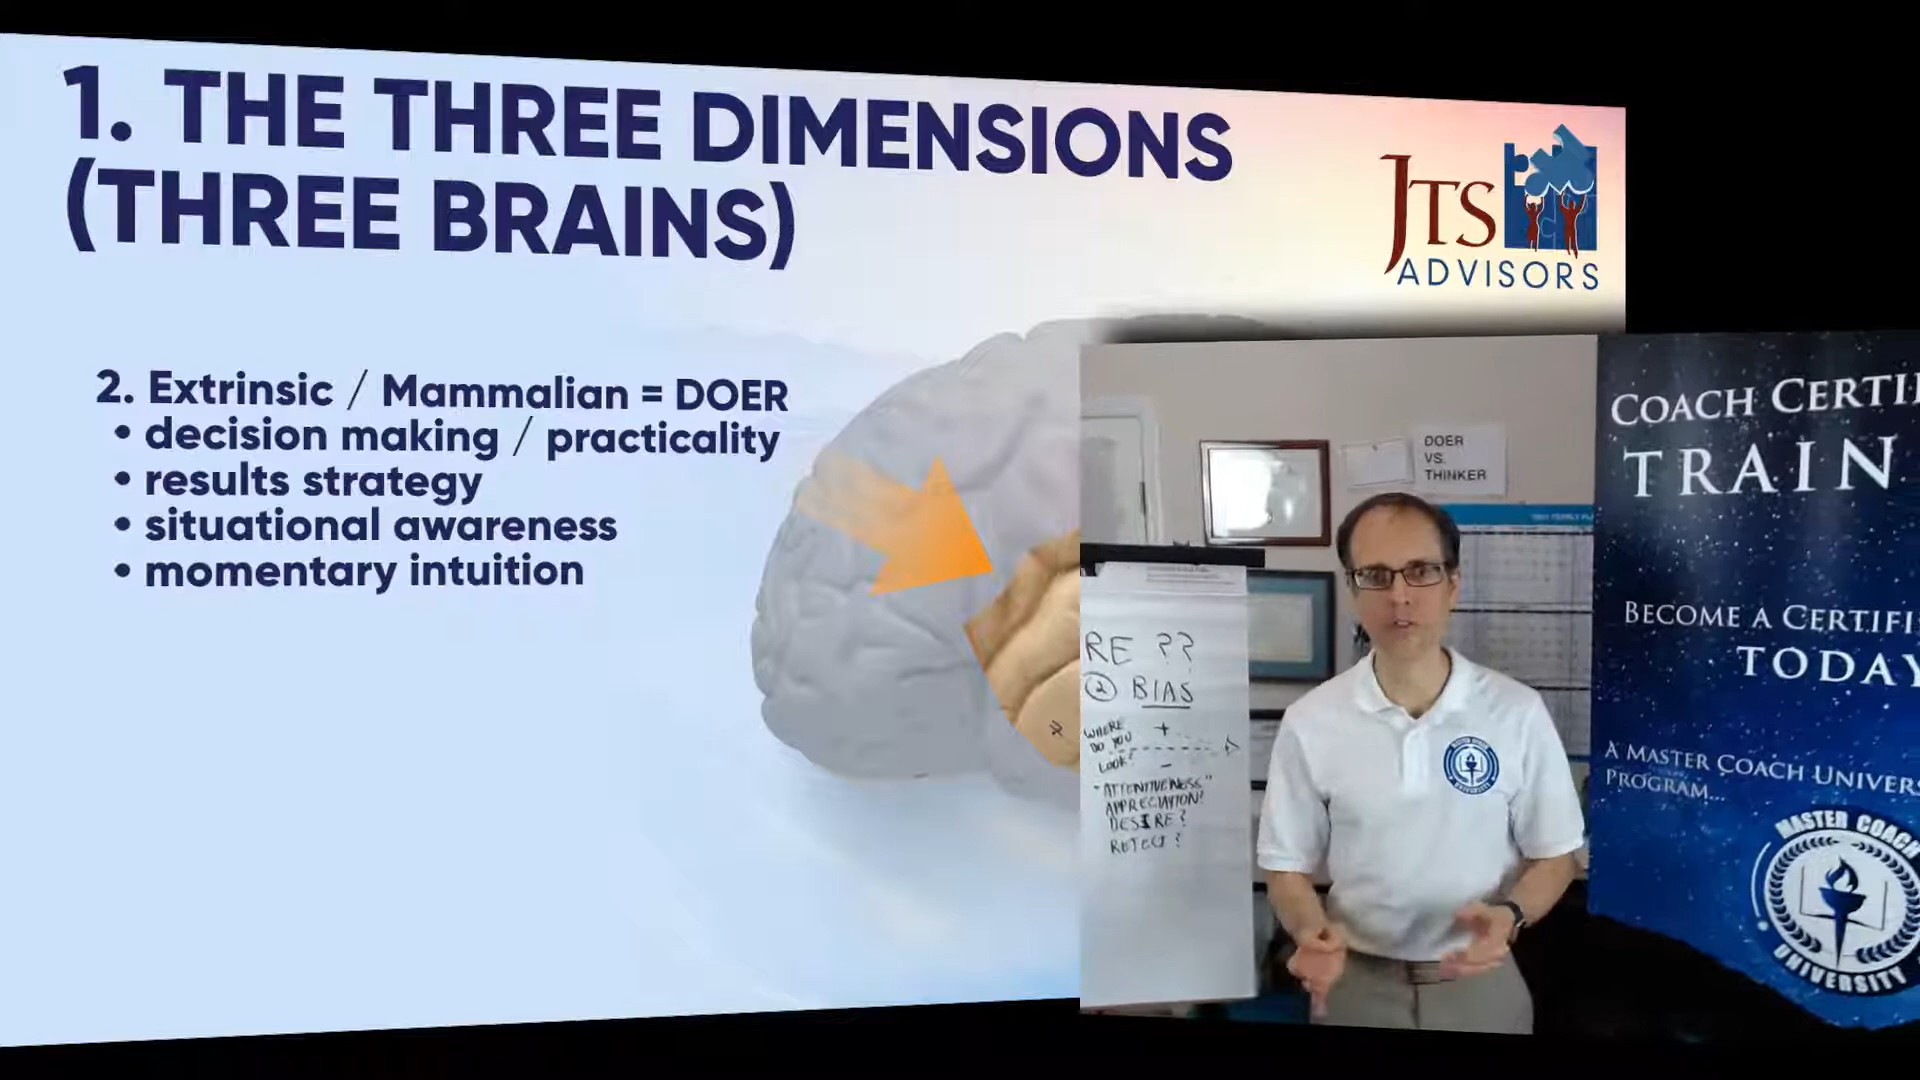 1. THE THREE DIMENSIONS
(THREE BRAINS)
JTS
ADVISORS
2. Extrinsic / Mammalian = DOER
• decision making / practicality
• results strategy
• situational awareness
• momentary intuition
DOER
VS.
THINKER
RE ??
② BIAS
WHERE
DO YOU
LOOK?
+
-
"ATTENTIVENESS"
APPRECIATION?
DESIRE?
REJECT?
COACH CERTIFI
TRAIN
BECOME A CERTIFI
TODAY
A MASTER COACH UNIVERS
PROGRAM...
MASTER COACH
UNIVERSITY